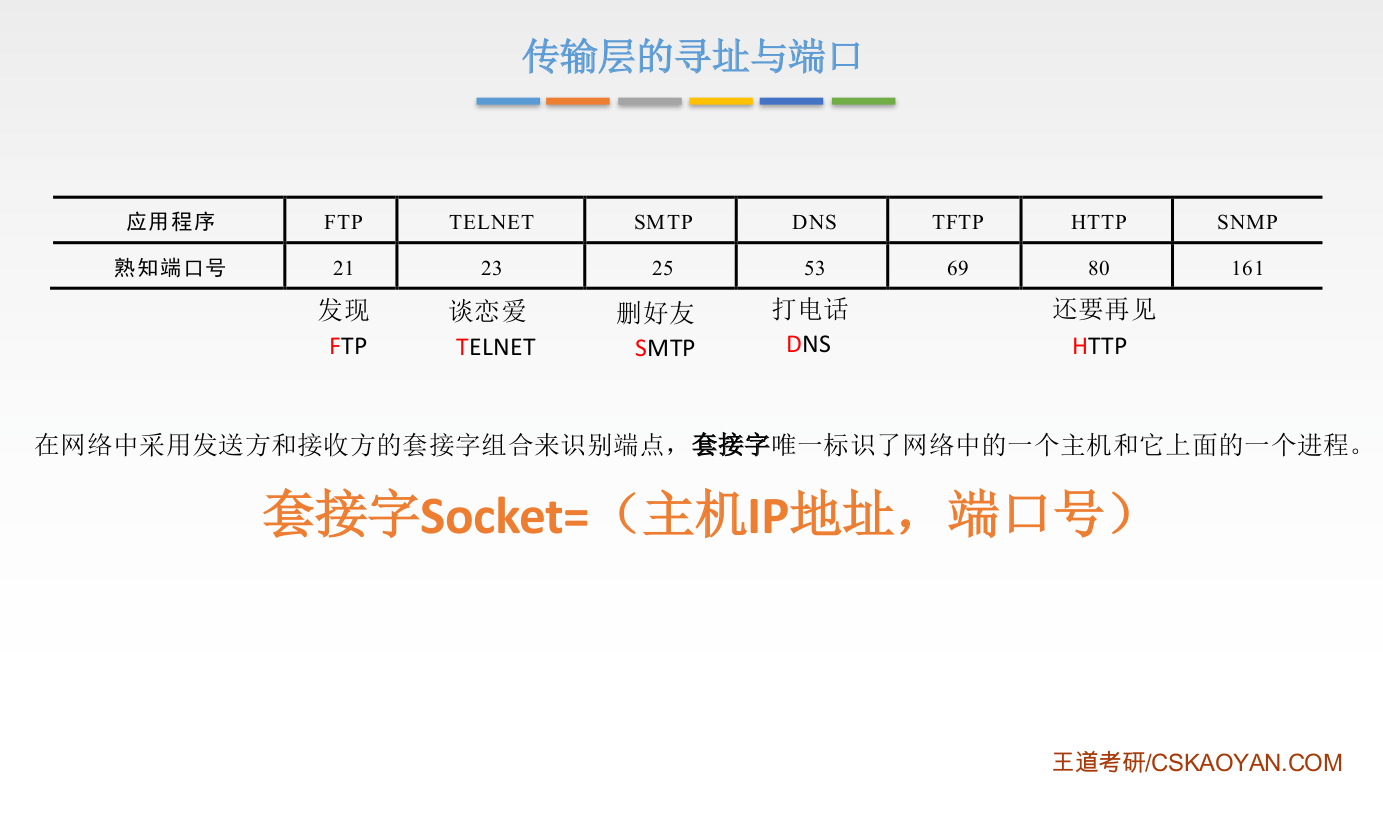 传输层的寻址与端口
应用程序 FTP TELNET SMTP DNS TFTP HTTP SNMP
熟知端口号 21 23 25 53 69 80 161
发现 谈恋爱 删好友 打电话 还要再见
FTP TELNET SMTP DNS HTTP
在网络中采用发送方和接收方的套接字组合来识别端点，套接字唯一标识了网络中的一个主机和它上面的一个进程。
套接字Socket=（主机IP地址，端口号）
王道考研/CSKAOYAN.COM